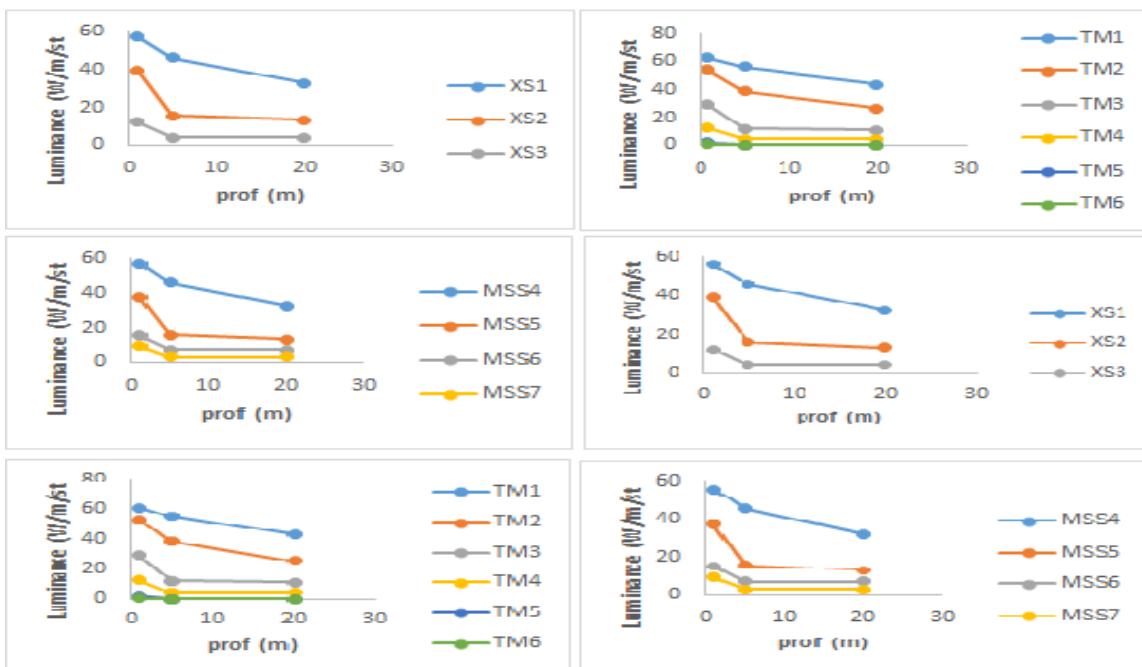 Luminance (W/m/st
60
40
20
0
0 10 20 30
prof (m)
XS1
XS2
XS3
Luminance (W/m/st
80
60
40
20
0
0 10 20 30
prof (m)
TM1
TM2
TM3
TM4
TM5
TM6
Luminance (W/m/st
60
40
20
0
0 10 20 30
prof (m)
MSS4
MSS5
MSS6
MSS7
Luminance (W/m/st
60
40
20
0
0 10 20 30
prof (m)
XS1
XS2
XS3
Luminance (W/m/st
80
60
40
20
0
0 10 20 30
prof (m)
TM1
TM2
TM3
TM4
TM5
TM6
Luminance (W/m/st
60
40
20
0
0 10 20 30
prof (m)
MSS4
MSS5
MSS6
MSS7